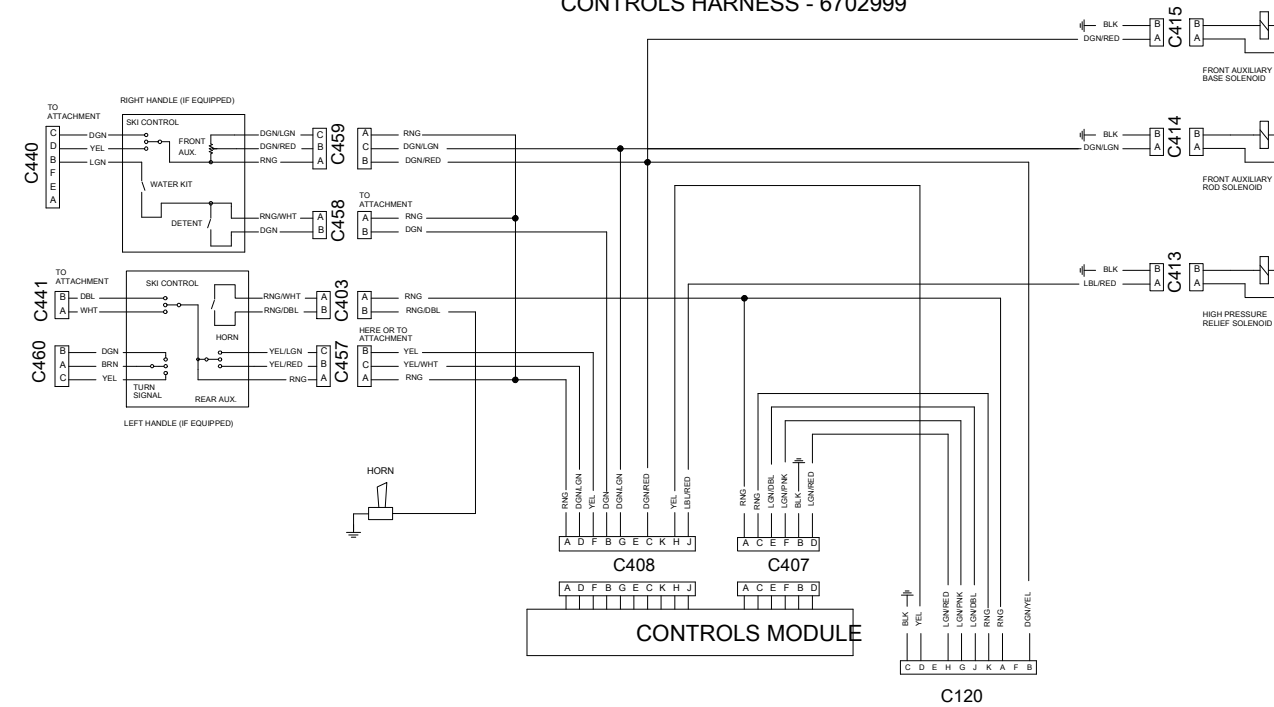 CONTROLS HARNESS - 6702999
BLK
DGN/RED
B
A
C415
B
A
FRONT AUXILIARY
BASE SOLENOID
BLK
DGN/LGN
B
A
C414
B
A
FRONT AUXILIARY
ROD SOLENOID
BLK
LBL/RED
B
A
C413
B
A
HIGH PRESSURE
RELIEF SOLENOID
RIGHT HANDLE (IF EQUIPPED)
TO
ATTACHMENT
C440
C
D
B
F
E
A
DGN
YEL
LGN
SKI CONTROL
FRONT
AUX.
WATER KIT
DETENT
DGN/LGN
DGN/RED
RNG
C
B
A
C459
A
C
B
RNG
DGN/LGN
DGN/RED
RNG/WHT
DGN
A
B
C458
TO
ATTACHMENT
A
B
RNG
DGN
TO
ATTACHMENT
C441
B
A
DBL
WHT
SKI CONTROL
HORN
RNG/WHT
RNG/DBL
A
B
C403
A
B
RNG
RNG/DBL
C460
B
A
C
DGN
BRN
YEL
TURN
SIGNAL
REAR AUX.
YEL/LGN
YEL/RED
RNG
C
B
A
C457
HERE OR TO
ATTACHMENT
B
C
A
YEL
YEL/WHT
RNG
LEFT HANDLE (IF EQUIPPED)
HORN
RNG
DGN/LGN
YEL
DGN
DGN/LGN
DGN/RED
YEL
LBL/RED
A D F B G E C K H J
C408
A D F B G E C K H J
RNG
RNG
LGN/DBL
LGN/PNK
BLK
LGN/RED
A C E F B D
C407
A C E F B D
CONTROLS MODULE
BLK
YEL
LGN/RED
LGN/PNK
LGN/DBL
RNG
RNG
DGN/YEL
C D E H G J K A F B
C120